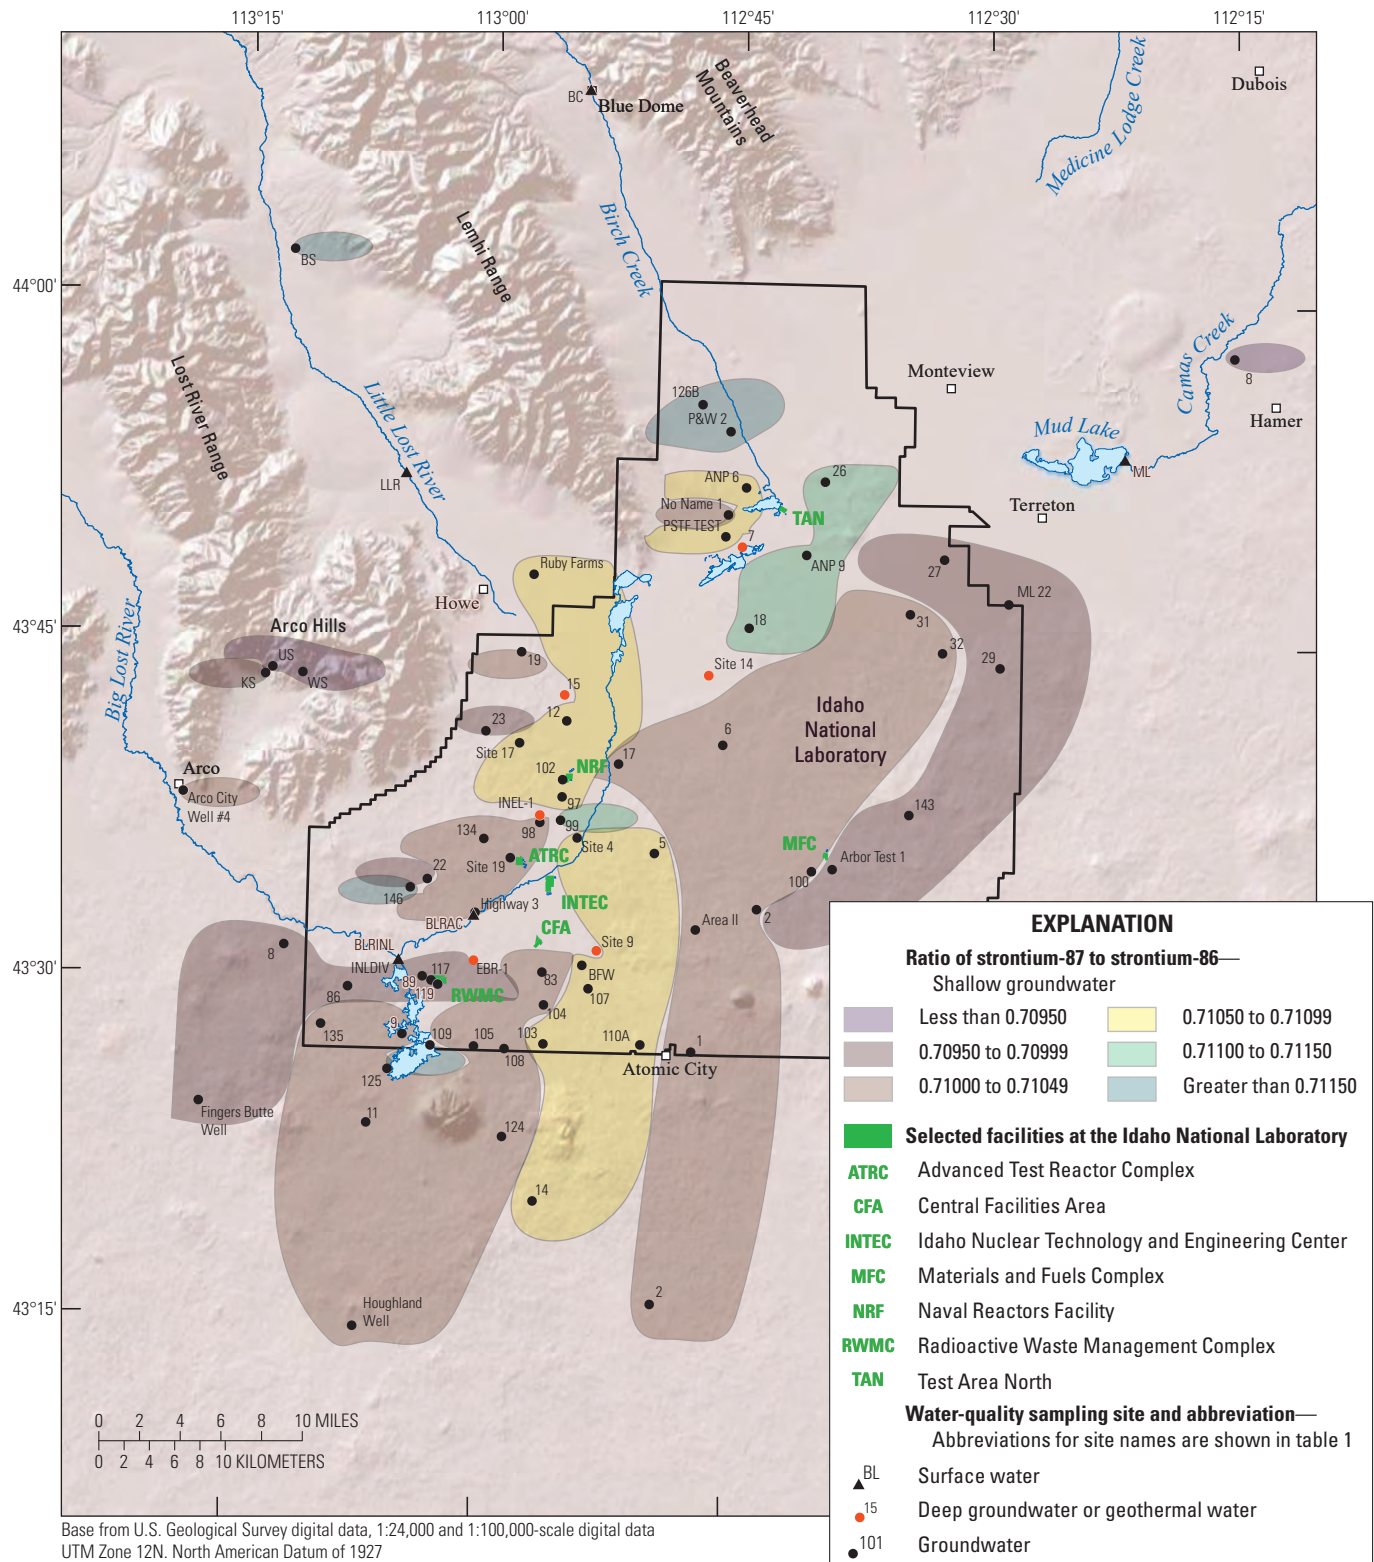 113°15'
113°00'
112°45'
112°30'
112°15'
Dubois
BC
Blue Dome
Beaverhead
Mountains
Medicine Lodge Creek
Birch Creek
Lemhi Range
BS
44°00'
Camas Creek
Lost River Range
Little Lost River
Monteview
8
Hamer
126B
P&W 2
Mud Lake
ML
LLR
ANP 6
26
No Name 1
TAN
Terreton
PSTF TEST
7
ANP 9
Ruby Farms
27
ML 22
Howe
43°45'
Arco Hills
18
31
32
Big Lost River
US
KS
WS
19
Site 14
29
15
12
23
Site 17
6
Idaho
National
Laboratory
102
NRF
17
Arco
Arco City
Well #4
INEL-1
97
143
98
99
134
Site 4
5
MFC
Site 19
ATRC
Arbor Test 1
100
22
146
INTEC
Highway 3
BLRAC
2
CFA
Area II
8
BLRINL
Site 9
43°30'
INLDIV
EBR-1
BFW
89
117
119
RWMC
83
86
107
104
135
9
109
105
103
110A
1
108
Atomic City
125
Fingers Butte
Well
11
124
14
43°15'
2
Houghland
Well
0 2 4 6 8 10 MILES
0 2 4 6 8 10 KILOMETERS
Base from U.S. Geological Survey digital data, 1:24,000 and 1:100,000-scale digital data
UTM Zone 12N. North American Datum of 1927
EXPLANATION
Ratio of strontium-87 to strontium-86—
Shallow groundwater
Less than 0.70950
0.71050 to 0.71099
0.70950 to 0.70999
0.71100 to 0.71150
0.71000 to 0.71049
Greater than 0.71150
Selected facilities at the Idaho National Laboratory
ATRC Advanced Test Reactor Complex
CFA Central Facilities Area
INTEC Idaho Nuclear Technology and Engineering Center
MFC Materials and Fuels Complex
NRF Naval Reactors Facility
RWMC Radioactive Waste Management Complex
TAN Test Area North
Water-quality sampling site and abbreviation—
Abbreviations for site names are shown in table 1
BL Surface water
15 Deep groundwater or geothermal water
101 Groundwater